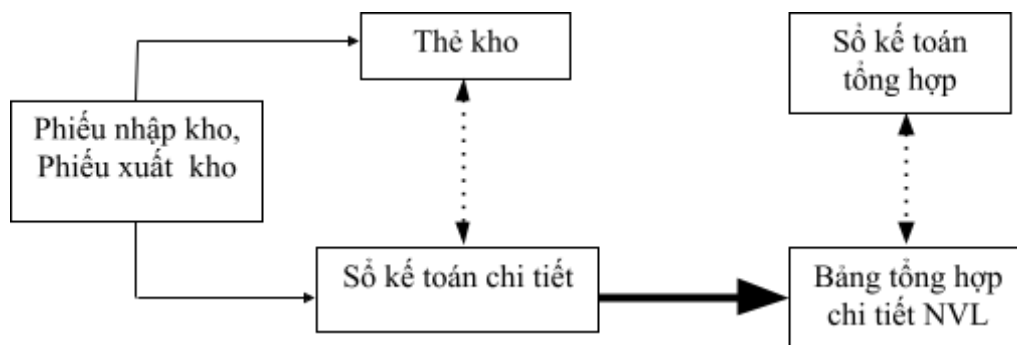 Thẻ kho
Sổ kế toán
tổng hợp
Phiếu nhập kho,
Phiếu xuất kho
Sổ kế toán chi tiết
Bảng tổng hợp
chi tiết NVL